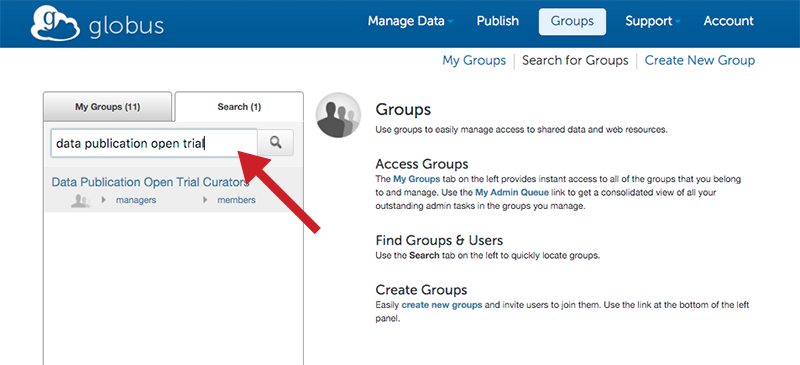 globus
Manage Data Publish Groups Support Account
My Groups Search for Groups Create New Group
My Groups (11) Search (1)
data publication open trial
Data Publication Open Trial Curators
managers members
Groups
Use groups to easily manage access to shared data and web resources.
Access Groups
The My Groups tab on the left provides instant access to all of the groups that you belong
to and manage. Use the My Admin Queue link to get a consolidated view of all your
outstanding admin tasks in the groups you manage.
Find Groups & Users
Use the Search tab on the left to quickly locate groups.
Create Groups
Easily create new groups and invite users to join them. Use the link at the bottom of the left
panel.